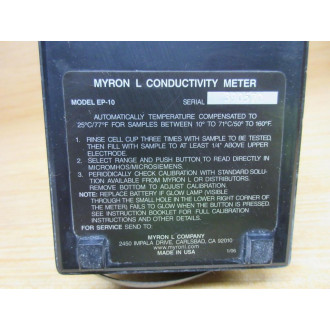 MYRON L CONDUCTIVITY METER
MODEL EP-10 SERIAL
AUTOMATICALLY TEMPERATURE COMPENSATED TO
25°C/77°F FOR SAMPLES BETWEEN 10° TO 71°C/50° TO 160°F.
1. RINSE CELL CUP THREE TIMES WITH SAMPLE TO BE TESTED,
THEN FILL WITH SAMPLE TO AT LEAST 1/4" ABOVE UPPER
ELECTRODE.
2. SELECT RANGE AND PUSH BUTTON TO READ DIRECTLY IN
MICROMHOS/MICROSIEMENS.
3. PERIODICALLY CHECK CALIBRATION WITH STANDARD SOLU-
TION AVAILABLE FROM MYRON L OR DISTRIBUTORS.
REMOVE BOTTOM TO ADJUST CALIBRATION.
NOTE: REPLACE BATTERY IF GLOW LAMP (VISIBLE
THROUGH THE SMALL HOLE IN THE LOWER RIGHT CORNER OF
THE METER) FAILS TO GLOW WHEN THE BUTTON IS PRESSED.
SEE INSTRUCTION BOOKLET FOR FULL CALIBRATION
INSTRUCTIONS AND OTHER DETAILS.
FOR SERVICE SEND TO
MYRON L COMPANY
2450 IMPALA DRIVE, CARLSBAD, CA 92010
www.myronl.com
MADE IN USA